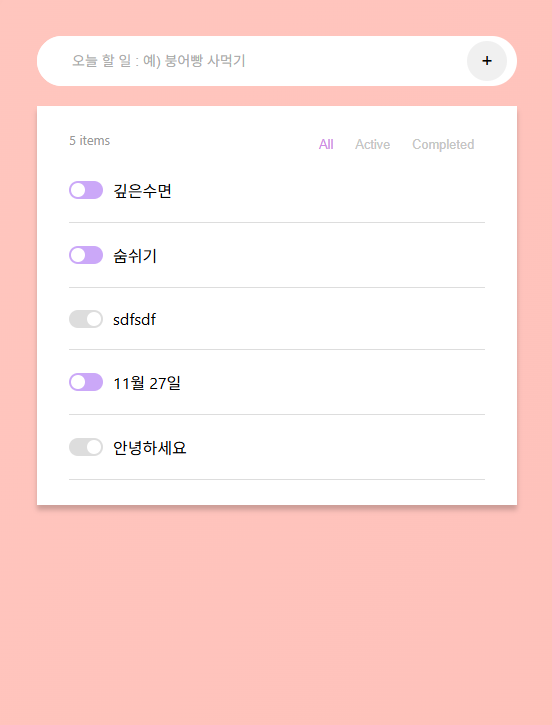 오늘 할 일 : 예) 붕어빵 사먹기
+
5 items
All Active Completed
깊은수면
숨쉬기
sdfsdf
11월 27일
안녕하세요